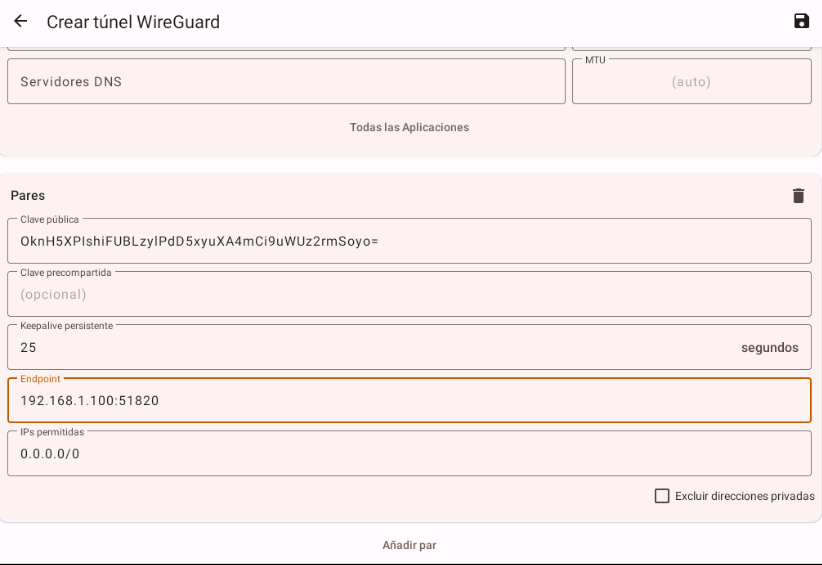 Crear túnel WireGuard
Servidores DNS
MTU
(auto)
Todas las Aplicaciones
Pares
Clave pública
OknH5XPIshiFUBLzylPdD5xyuXA4mCi9uWUz2rmSoyo=
Clave precompartida
(opcional)
Keepalive persistente
25 segundos
Endpoint
192.168.1.100:51820
IPs permitidas
0.0.0.0/0
Excluir direcciones privadas
Añadir par